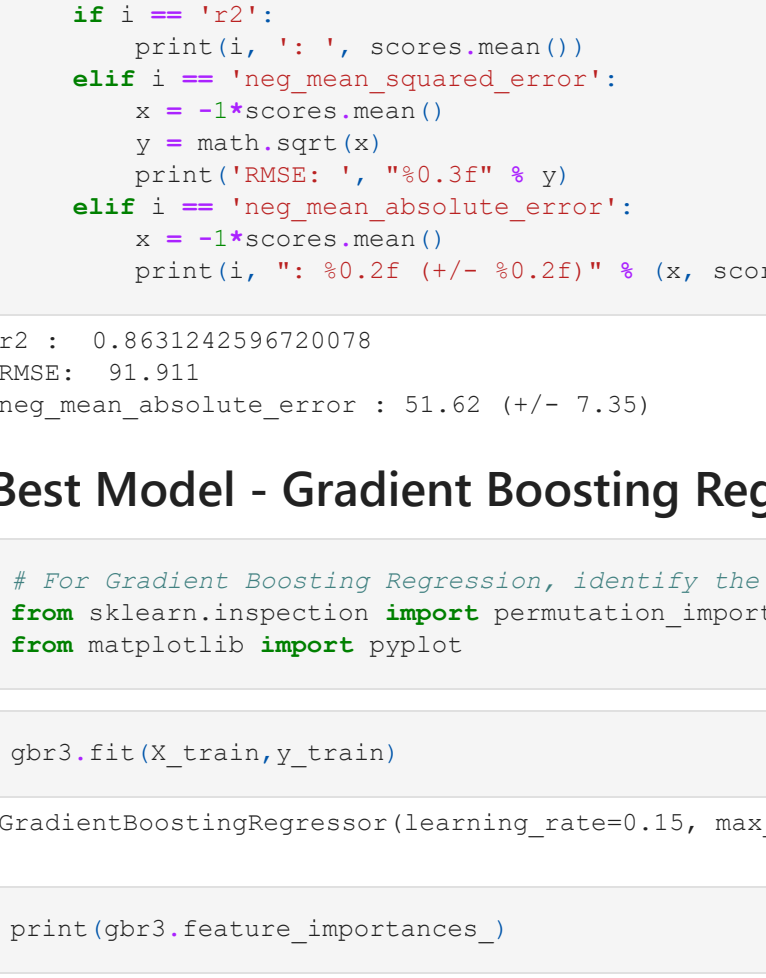 if i == 'r2':
print(i, ': ', scores.mean())
elif i == 'neg_mean_squared_error':
x = -1*scores.mean()
y = math.sqrt(x)
print('RMSE: ', "%0.3f" % y)
elif i == 'neg_mean_absolute_error':
x = -1*scores.mean()
print(i, ": %0.2f (+/- %0.2f)" % (x, scor
r2 :  0.8631242596720078
RMSE:  91.911
neg_mean_absolute_error : 51.62 (+/- 7.35)
Best Model - Gradient Boosting Reg
# For Gradient Boosting Regression, identify the
from sklearn.inspection import permutation_import
from matplotlib import pyplot
gbr3.fit(X_train,y_train)
GradientBoostingRegressor(learning_rate=0.15, max_
print(gbr3.feature_importances_)